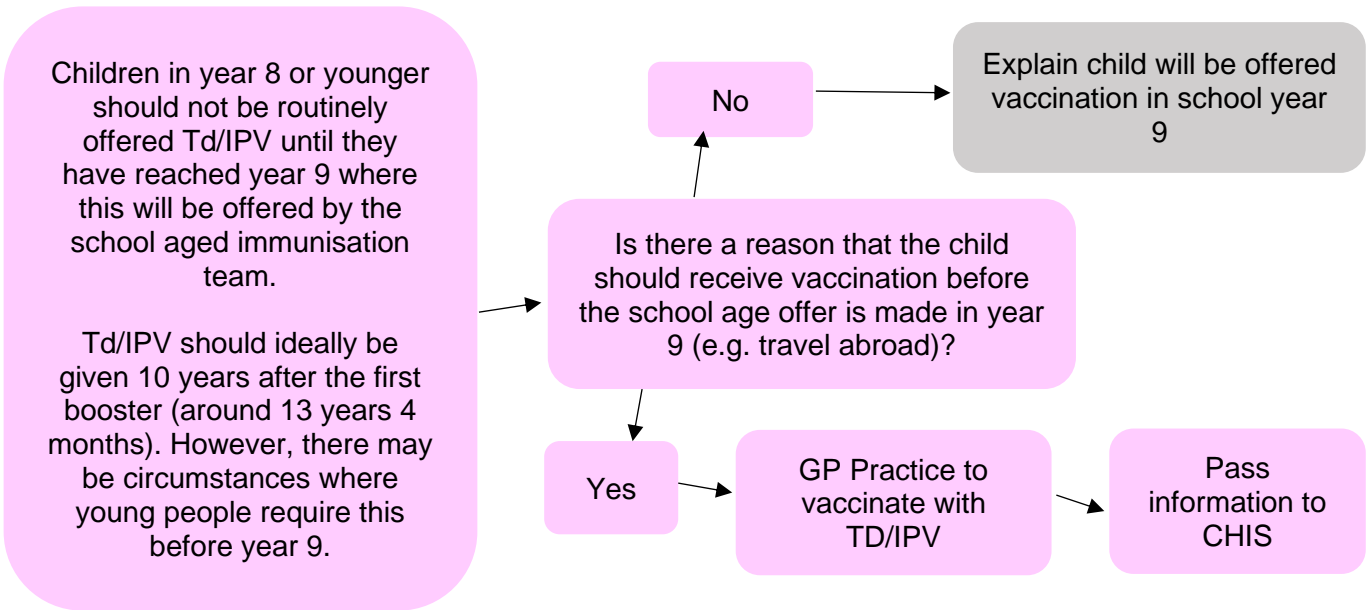 Children in year 8 or younger
should not be routinely
offered Td/IPV until they
have reached year 9 where
this will be offered by the
school aged immunisation
team.
Td/IPV should ideally be
given 10 years after the first
booster (around 13 years 4
months). However, there may
be circumstances where
young people require this
before year 9.
No
Explain child will be offered
vaccination in school year
9
Is there a reason that the child
should receive vaccination before
the school age offer is made in year
9 (e.g. travel abroad)?
Yes
GP Practice to
vaccinate with
TD/IPV
Pass
information to
CHIS